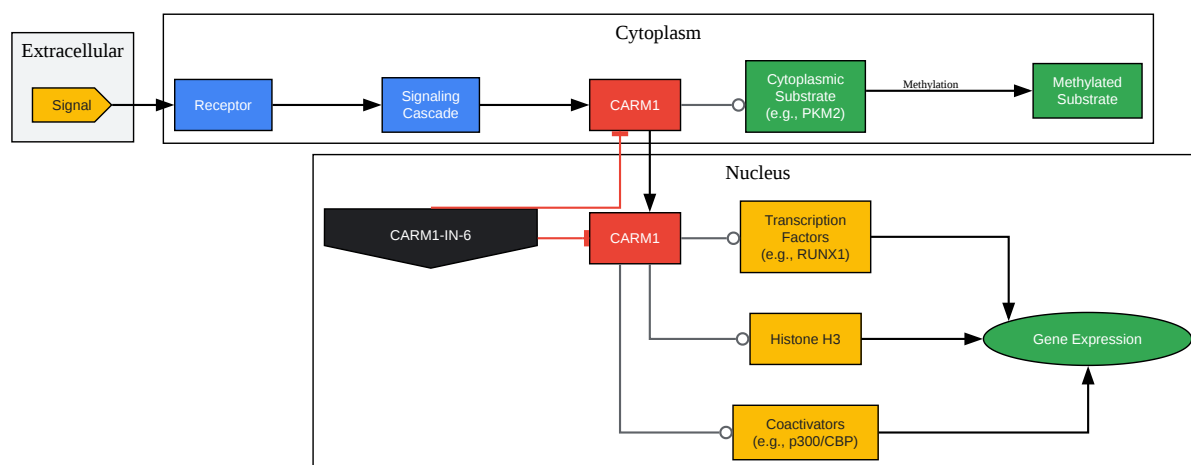 Extracellular
Cytoplasm
Signal
Receptor
Signaling
Cascade
CARM1
Cytoplasmic
Substrate
(e.g., PKM2)
Methylation
Methylated
Substrate
Nucleus
CARM1-IN-6
CARM1
Transcription
Factors
(e.g., RUNX1)
Histone H3
Gene Expression
Coactivators
(e.g., p300/CBP)